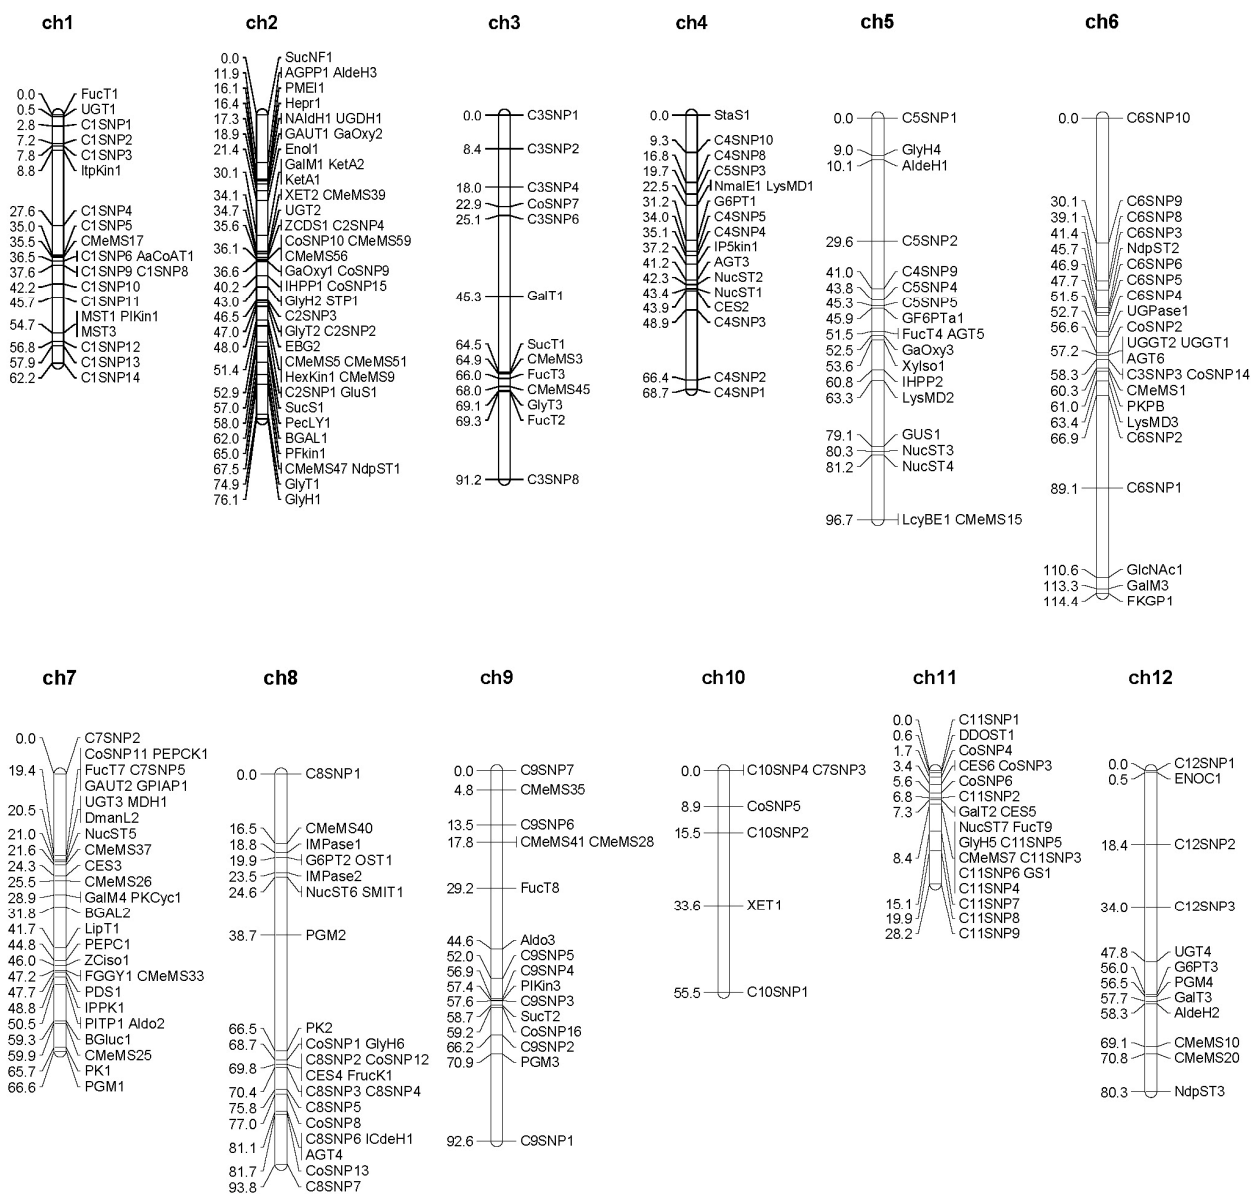 ch1
0.0 FucT1
0.5 UGT1
2.8 C1SNP1
7.2 C1SNP2
7.8 C1SNP3
8.8 ItpKin1
27.6 C1SNP4
35.0 C1SNP5
35.5 CMeMS17
36.5 C1SNP6 AaCoAT1
37.6 C1SNP9 C1SNP8
42.2 C1SNP10
45.7 C1SNP11
MST1 PIKin1
54.7
MST3
56.8 C1SNP12
57.9 C1SNP13
62.2 C1SNP14
ch2
0.0 SucNF1
11.9 AGPP1 AldeH3
16.1 PMEI1
16.4 Hepr1
17.3 NAldH1 UGDH1
18.9 GAUT1 GaOxy2
21.4 Enol1
GalM1 KetA2
30.1
KetA1
34.1 XET2 CMeMS39
34.7 UGT2
35.6 ZCDS1 C2SNP4
CoSNP10 CMeMS59
36.1
CMeMS56
36.6 GaOxy1 CoSNP9
40.2 IHPP1 CoSNP15
43.0 GlyH2 STP1
46.5 C2SNP3
47.0 GlyT2 C2SNP2
48.0 EBG2
CMeMS5 CMeMS51
51.4
HexKin1 CMeMS9
52.9 C2SNP1 GluS1
57.0 SucS1
58.0 PecLY1
62.0 BGAL1
65.0 PFkin1
67.5 CMeMS47 NdpST1
74.9 GlyT1
76.1 GlyH1
ch3
0.0 C3SNP1
8.4 C3SNP2
18.0 C3SNP4
22.9 CoSNP7
25.1 C3SNP6
45.3 GalT1
64.5 SucT1
64.9 CMeMS3
66.0 FucT3
68.0 CMeMS45
69.1 GlyT3
69.3 FucT2
91.2 C3SNP8
ch4
0.0 StaS1
9.3 C4SNP10
16.8 C4SNP8
19.7 C5SNP3
22.5 NmalE1 LysMD1
31.2 G6PT1
34.0 C4SNP5
35.1 C4SNP4
37.2 IP5kin1
41.2 AGT3
42.3 NucST2
43.4 NucST1
43.9 CES2
48.9 C4SNP3
66.4 C4SNP2
68.7 C4SNP1
ch5
0.0 C5SNP1
9.0 GlyH4
10.1 AldeH1
29.6 C5SNP2
41.0 C4SNP9
43.8 C5SNP4
45.3 C5SNP5
45.9 GF6PTa1
51.5 FucT4 AGT5
52.5 GaOxy3
53.6 XyIso1
60.8 IHPP2
63.3 LysMD2
79.1 GUS1
80.3 NucST3
81.2 NucST4
96.7 LcyBE1 CMeMS15
ch6
0.0 C6SNP10
30.1 C6SNP9
39.1 C6SNP8
41.4 C6SNP3
45.7 NdpST2
46.9 C6SNP6
47.7 C6SNP5
51.5 C6SNP4
52.7 UGPase1
56.6 CoSNP2
UGGT2 UGGT1
57.2
AGT6
58.3 C3SNP3 CoSNP14
60.3 CMeMS1
61.0 PKPB
63.4 LysMD3
66.9 C6SNP2
89.1 C6SNP1
110.6 GlcNAc1
113.3 GalM3
114.4 FKGP1
ch7
0.0 C7SNP2
CoSNP11 PEPCK1
19.4 FucT7 C7SNP5
GAUT2 GPIAP1
UGT3 MDH1
20.5
DmanL2
21.0 NucST5
21.6 CMeMS37
24.3 CES3
25.5 CMeMS26
28.9 GalM4 PKCyc1
31.8 BGAL2
41.7 LipT1
44.8 PEPC1
46.0 ZCiso1
47.2 FGGY1 CMeMS33
47.7 PDS1
48.8 IPPK1
50.5 PITP1 Aldo2
59.3 BGluc1
59.9 CMeMS25
65.7 PK1
66.6 PGM1
ch8
0.0 C8SNP1
16.5 CMeMS40
18.8 IMPase1
19.9 G6PT2 OST1
23.5 IMPase2
24.6 NucST6 SMIT1
38.7 PGM2
66.5 PK2
68.7 CoSNP1 GlyH6
C8SNP2 CoSNP12
69.8
CES4 FrucK1
70.4 C8SNP3 C8SNP4
75.8 C8SNP5
77.0 CoSNP8
C8SNP6 ICdeH1
81.1
AGT4
81.7 CoSNP13
93.8 C8SNP7
ch9
0.0 C9SNP7
4.8 CMeMS35
13.5 C9SNP6
17.8 CMeMS41 CMeMS28
29.2 FucT8
44.6 Aldo3
52.0 C9SNP5
56.9 C9SNP4
57.4 PIKin3
57.6 C9SNP3
58.7 SucT2
59.2 CoSNP16
66.2 C9SNP2
70.9 PGM3
92.6 C9SNP1
ch10
0.0 C10SNP4 C7SNP3
8.9 CoSNP5
15.5 C10SNP2
33.6 XET1
55.5 C10SNP1
ch11
0.0 C11SNP1
0.6 DDOST1
1.7 CoSNP4
3.4 CES6 CoSNP3
5.6 CoSNP6
6.8 C11SNP2
7.3 GalT2 CES5
NucST7 FucT9
GlyH5 C11SNP5
8.4 CMeMS7 C11SNP3
C11SNP6 GS1
C11SNP4
15.1 C11SNP7
19.9 C11SNP8
28.2 C11SNP9
ch12
0.0 C12SNP1
0.5 ENOC1
18.4 C12SNP2
34.0 C12SNP3
47.8 UGT4
56.0 G6PT3
56.5 PGM4
57.7 GalT3
58.3 AldeH2
69.1 CMeMS10
70.8 CMeMS20
80.3 NdpST3